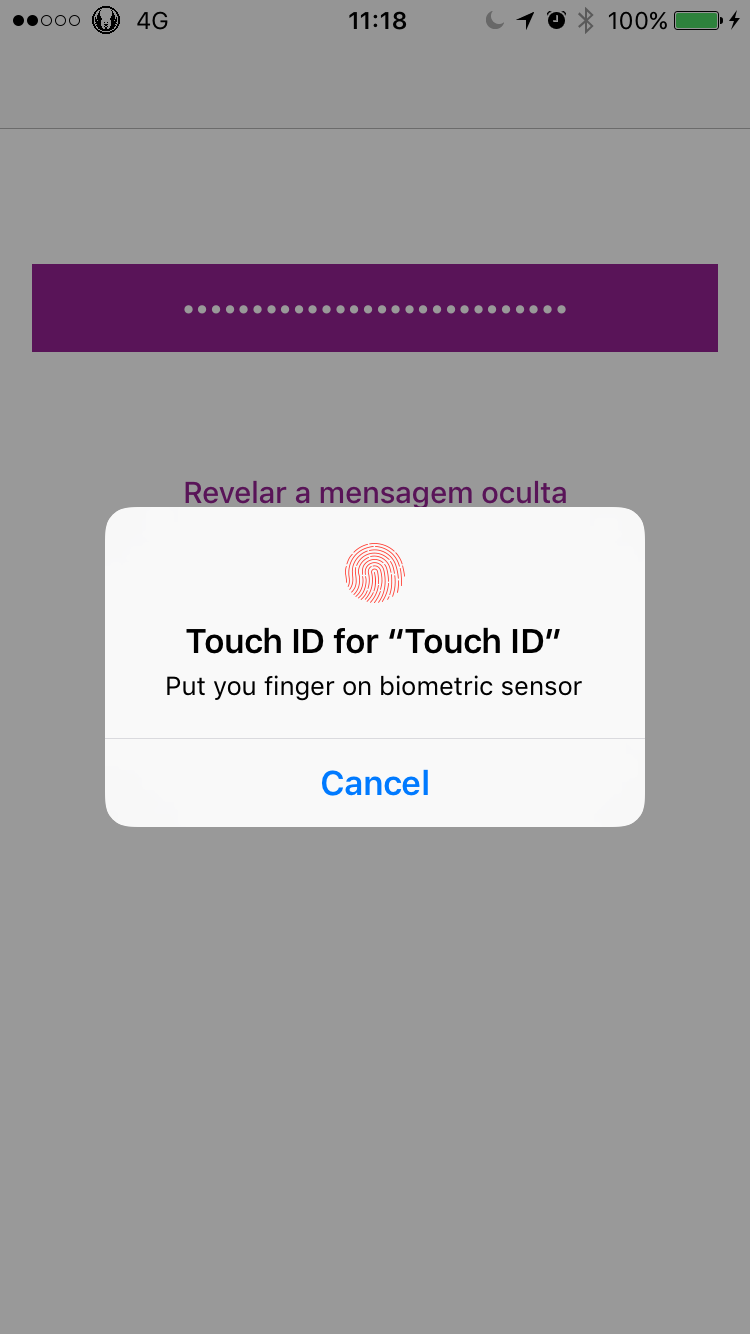 4G 11:18 100%
••••••••••••••••••••••••••••
Revelar a mensagem oculta
Touch ID for “Touch ID”
Put you finger on biometric sensor
Cancel